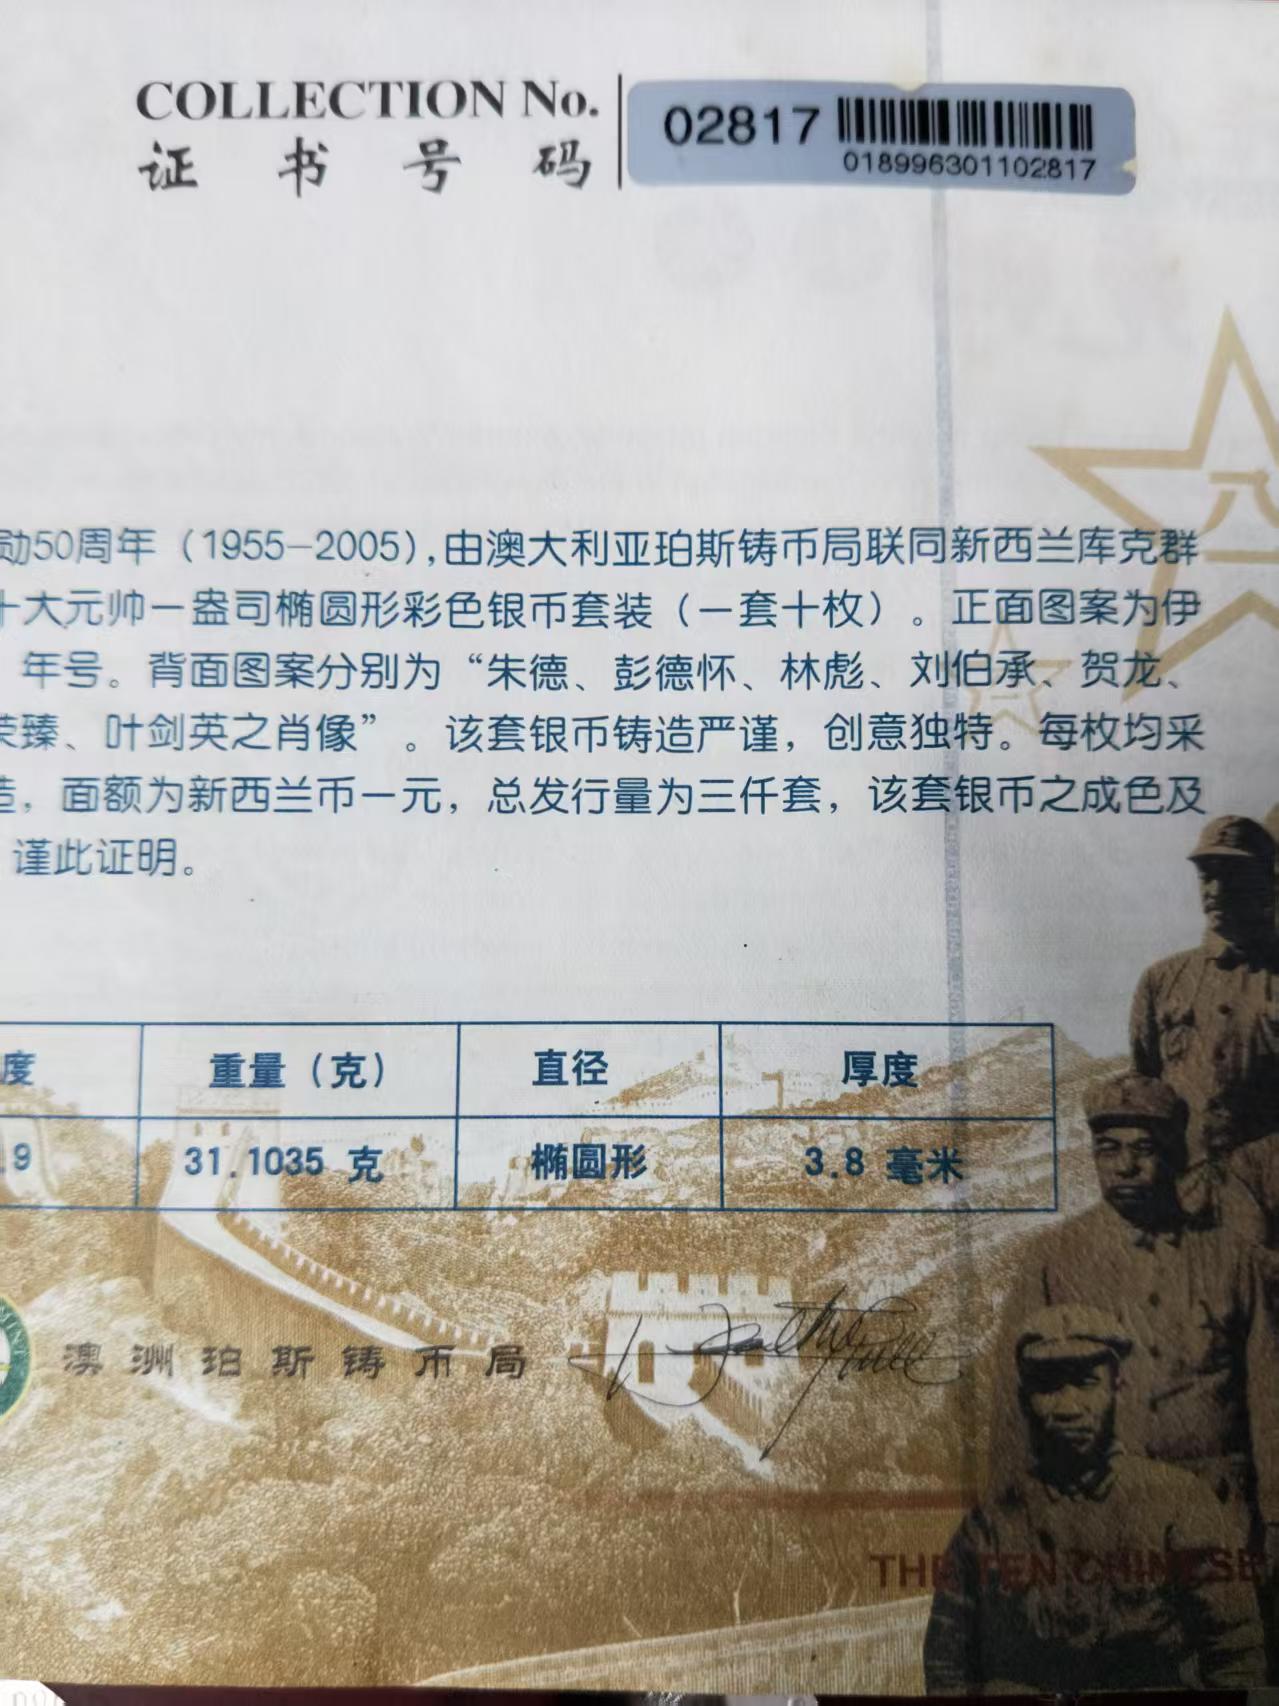 COLLECTION No.
证书号码
02817
018996301102817
勋50周年（1955-2005),由澳大利亚珀斯铸币局联同新西兰库克群
十大元帅一盎司椭圆形彩色银币套装（一套十枚）。正面图案为伊
年号。背面图案分别为“朱德、彭德怀、林彪、刘伯承、贺龙、
荣臻、叶剑英之肖像”。该套银币铸造严谨，创意独特。每枚均采
造，面额为新西兰币一元，总发行量为三仟套，该套银币之成色及
谨此证明。
度 重量（克） 直径 厚度
.9 31.1035 克 椭圆形 3.8 毫米
八一
澳洲珀斯铸币局
THE TEN CHINESE